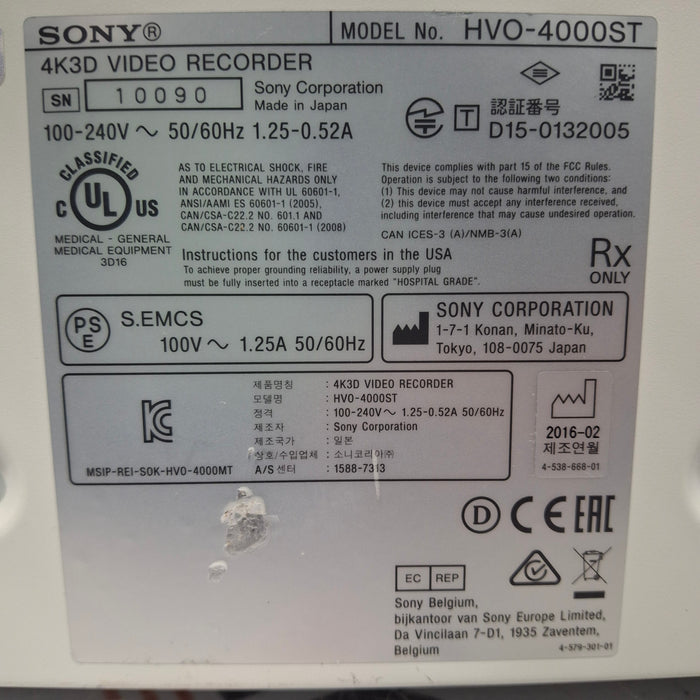 SONY®
MODEL No. HVO-4000ST
4K3D VIDEO RECORDER
SN 10090
Sony Corporation
Made in Japan
100-240V ~ 50/60Hz 1.25-0.52A
T 認証番号
D15-0132005
CLASSIFIED
C UL US
MEDICAL - GENERAL
MEDICAL EQUIPMENT
3D16
AS TO ELECTRICAL SHOCK, FIRE
AND MECHANICAL HAZARDS ONLY
IN ACCORDANCE WITH UL 60601-1,
ANSI/AAMI ES 60601-1 (2005),
CAN/CSA-C22.2 NO. 601.1 AND
CAN/CSA-C22.2 NO. 60601-1 (2008)
This device complies with part 15 of the FCC Rules.
Operation is subject to the following two conditions:
(1) This device may not cause harmful interference, and
(2) this device must accept any interference received,
including interference that may cause undesired operation.
CAN ICES-3 (A)/NMB-3(A)
Instructions for the customers in the USA
To achieve proper grounding reliability, a power supply plug
must be fully inserted into a receptacle marked "HOSPITAL GRADE".
Rx
ONLY
PS
E
S.EMCS
100V ~ 1.25A 50/60Hz
SONY CORPORATION
1-7-1 Konan, Minato-Ku,
Tokyo, 108-0075 Japan
MSIP-REI-SOK-HVO-4000MT
제품명칭 : 4K3D VIDEO RECORDER
모델명 : HVO-4000ST
정격 : 100-240V ~ 1.25-0.52A 50/60Hz
제조자 : Sony Corporation
제조국가 : 일본
상호/수입업체 : 소니코리아㈜
A/S 센터 : 1588-7313
2016-02
제조연월
4-538-668-01
D CE EAC
EC REP
Sony Belgium,
bijkantoor van Sony Europe Limited,
Da Vincilaan 7-D1, 1935 Zaventem,
Belgium
4-579-301-01